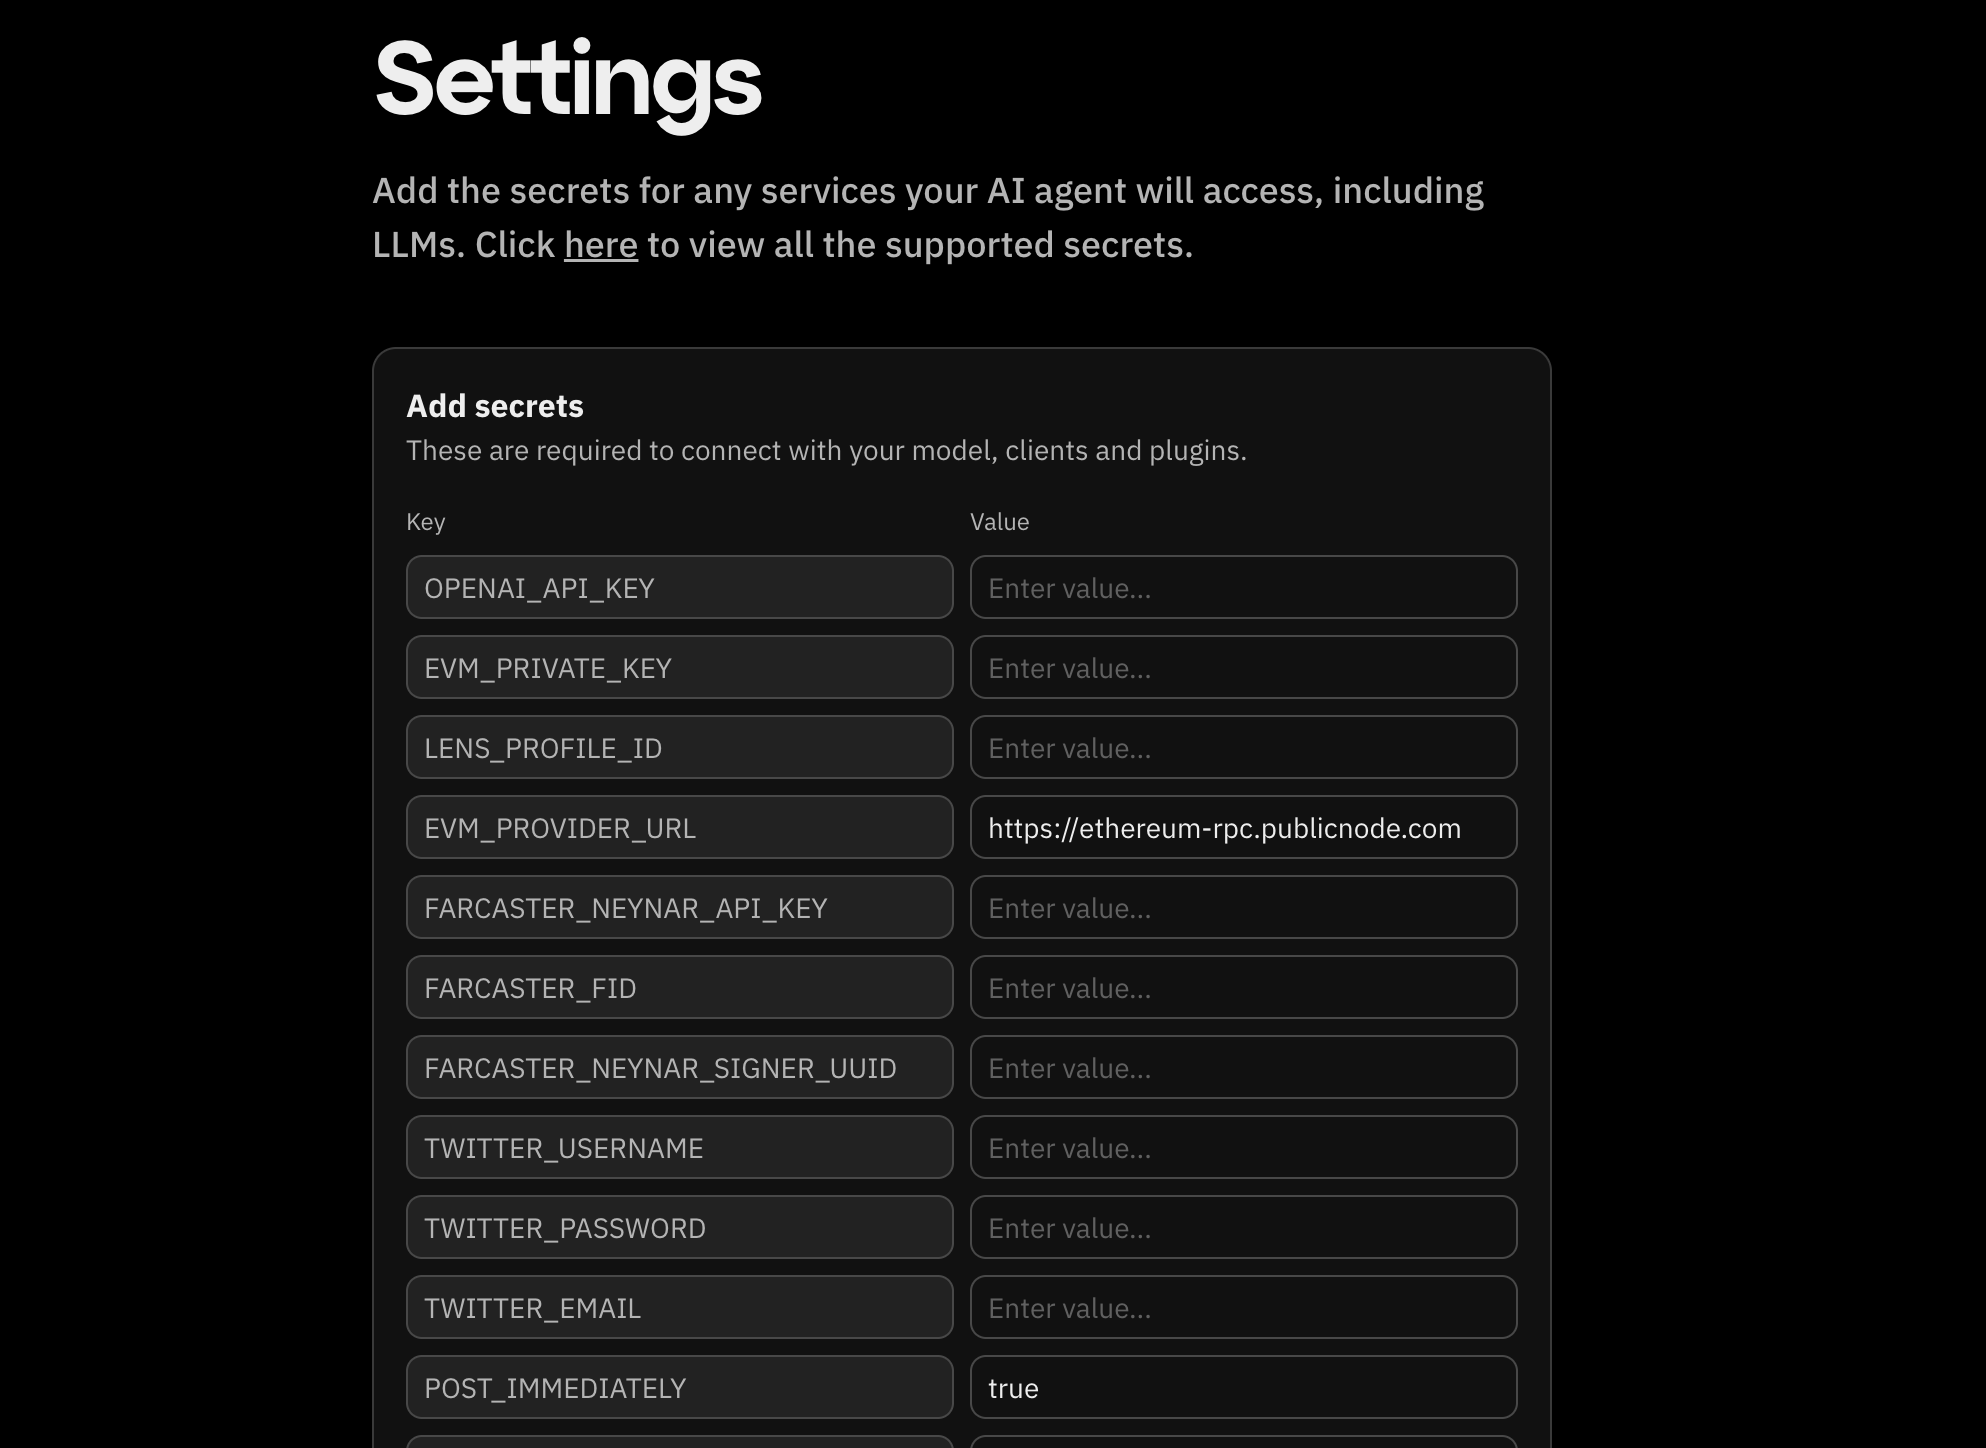 Settings
Add the secrets for any services your AI agent will access, including
LLMs. Click here to view all the supported secrets.
Add secrets
These are required to connect with your model, clients and plugins.
Key Value
OPENAI_API_KEY Enter value...
EVM_PRIVATE_KEY Enter value...
LENS_PROFILE_ID Enter value...
EVM_PROVIDER_URL https://ethereum-rpc.publicnode.com
FARCASTER_NEYNAR_API_KEY Enter value...
FARCASTER_FID Enter value...
FARCASTER_NEYNAR_SIGNER_UUID Enter value...
TWITTER_USERNAME Enter value...
TWITTER_PASSWORD Enter value...
TWITTER_EMAIL Enter value...
POST_IMMEDIATELY true